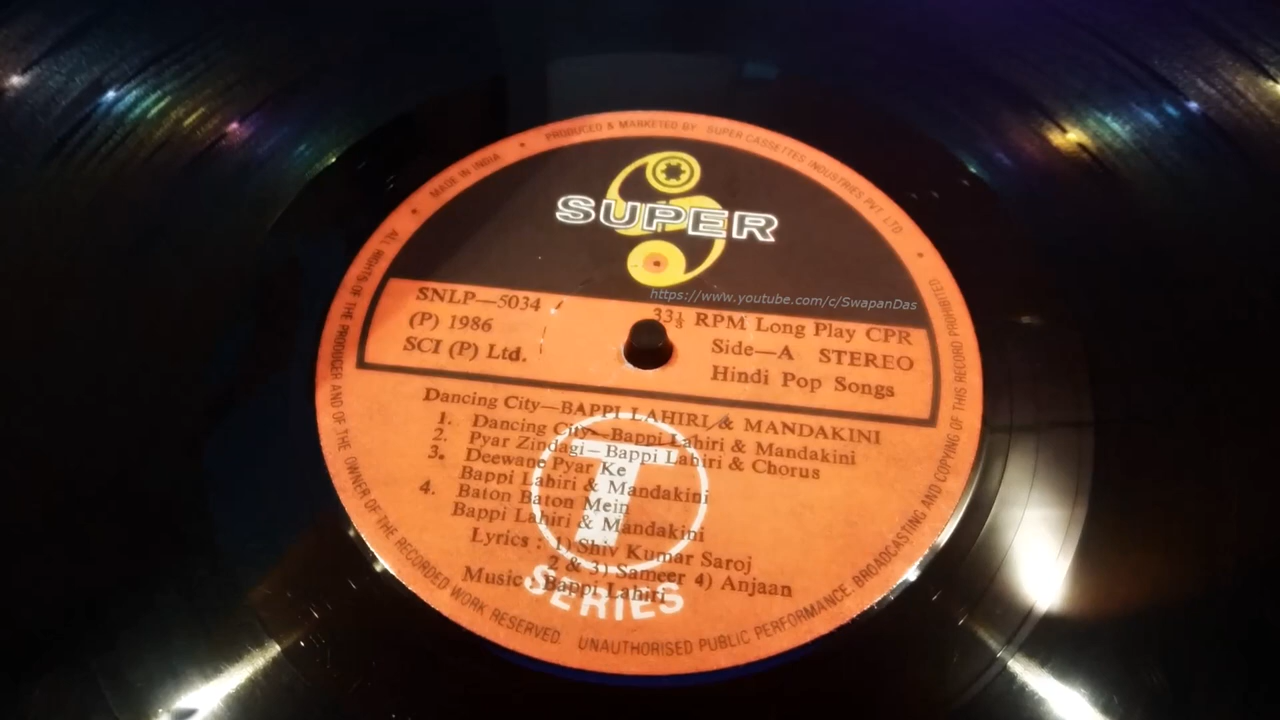 MADE IN INDIA • PRODUCED & MARKETED BY SUPER CASSETTES INDUSTRIES PVT. LTD •
SUPER
https://www.youtube.com/c/SwapanDas
SNLP—5034
33⅓ RPM Long Play CPR
(P) 1986
Side—A STEREO
SCI (P) Ltd.
Hindi Pop Songs
Dancing City—BAPPI LAHIRI & MANDAKINI
1. Dancing City—Bappi Lahiri & Mandakini
2. Pyar Zindagi—Bappi Lahiri & Chorus
3. Deewane Pyar Ke
Bappi Lahiri & Mandakini
4. Baton Baton Mein
Bappi Lahiri & Mandakini
Lyrics : 1) Shiv Kumar Saroj
2 & 3) Sameer 4) Anjaan
Music : Bappi Lahiri
T
SERIES
ALL RIGHTS OF THE PRODUCER AND OF THE OWNER OF THE RECORDED WORK RESERVED. UNAUTHORISED PUBLIC PERFORMANCE. BROADCASTING AND COPYING OF THIS RECORD PROHIBITED